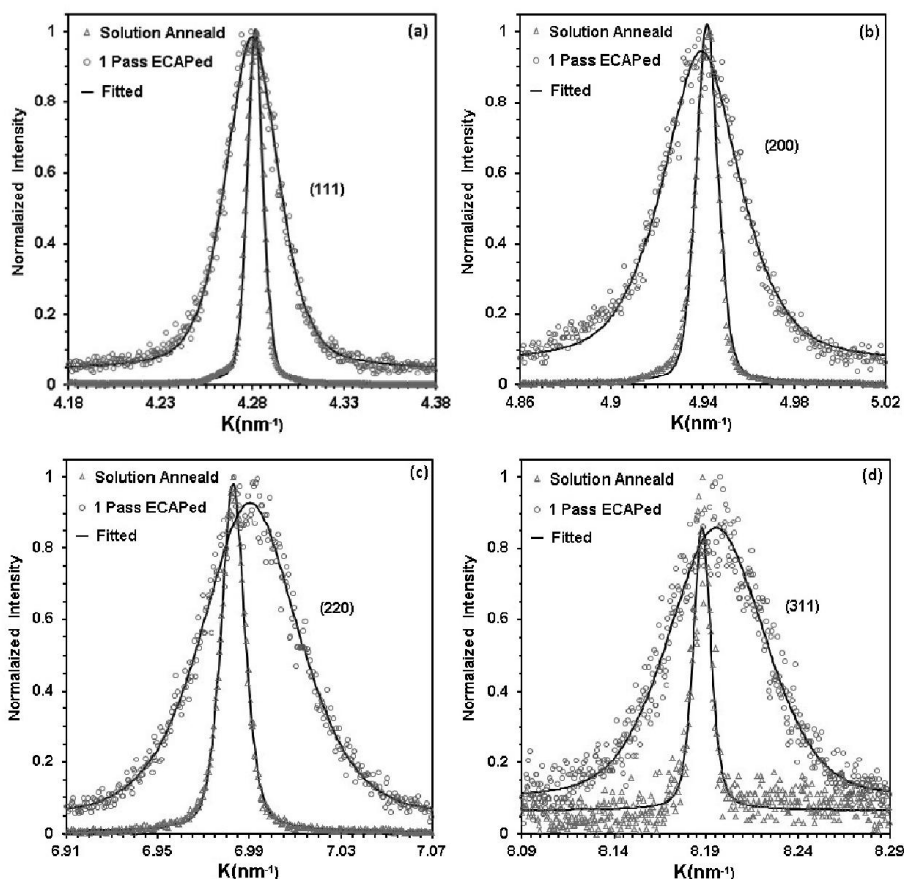 (a)
Solution Anneald
1 Pass ECAPed
Fitted
(111)
Normalaized Intensity
1
0.8
0.6
0.4
0.2
0
4.18 4.23 4.28 4.33 4.38
K(nm⁻¹)
(b)
Solution Anneald
1 Pass ECAPed
Fitted
(200)
Normalaized Intensity
1
0.8
0.6
0.4
0.2
0
4.86 4.9 4.94 4.98 5.02
K(nm⁻¹)
(c)
Solution Anneald
1 Pass ECAPed
Fitted
(220)
Normalaized Intensity
1
0.8
0.6
0.4
0.2
0
6.91 6.95 6.99 7.03 7.07
K(nm⁻¹)
(d)
Solution Anneald
1 Pass ECAPed
Fitted
(311)
Normalaized Intensity
1
0.8
0.6
0.4
0.2
0
8.09 8.14 8.19 8.24 8.29
K(nm⁻¹)